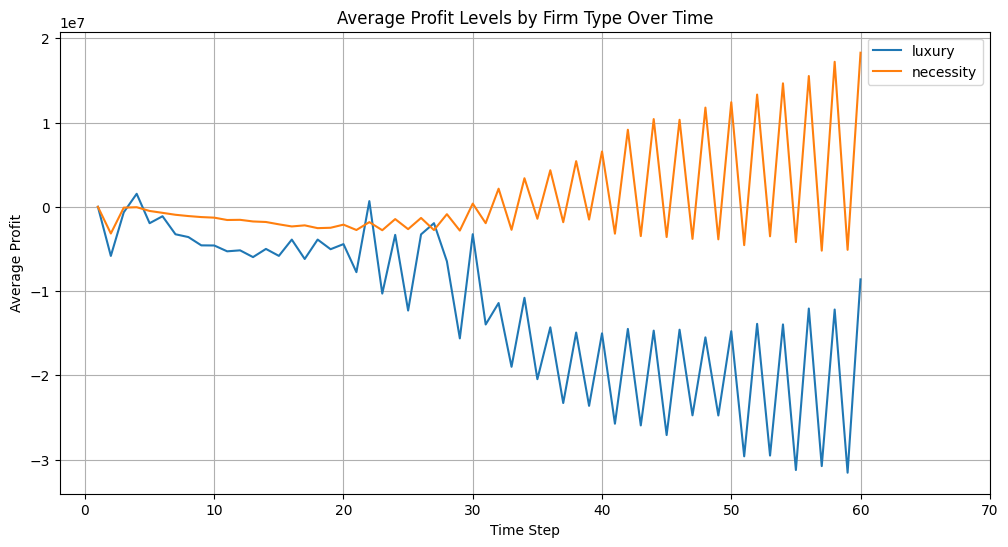 Average Profit Levels by Firm Type Over Time
1e7
luxury
necessity
2
1
0
−1
−2
−3
Average Profit
0 10 20 30 40 50 60 70
Time Step